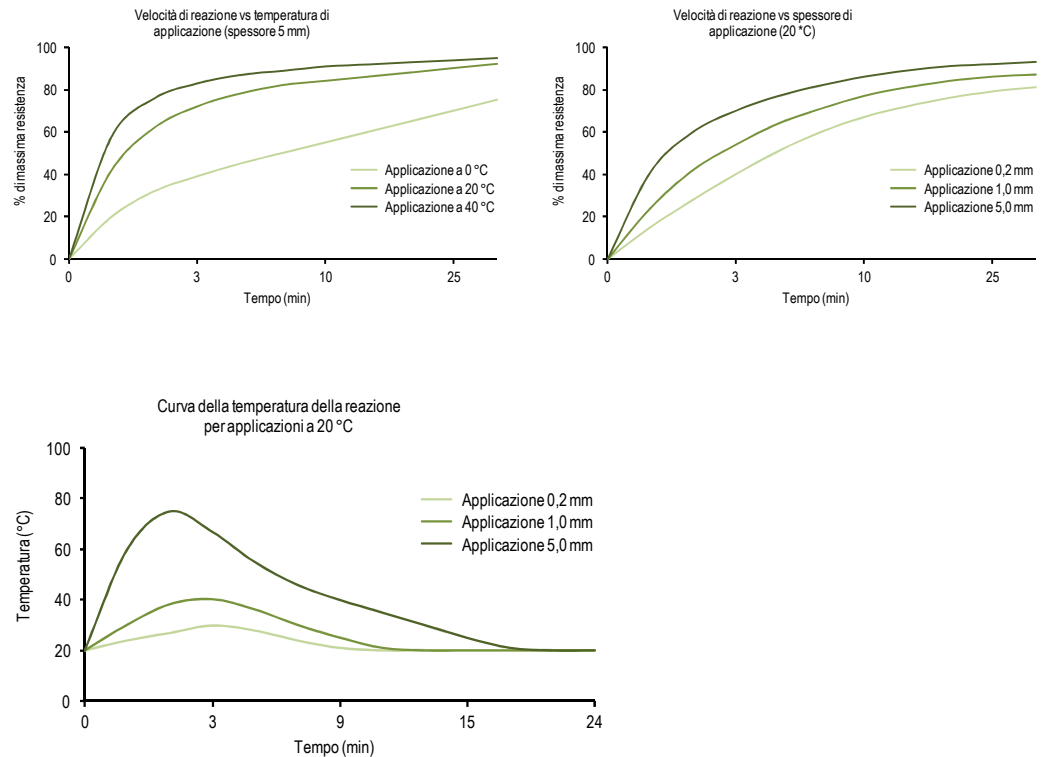 Velocità di reazione vs temperatura di
applicazione (spessore 5 mm)
% di massima resistenza
100
80
60
40
20
0
Applicazione a 0 °C
Applicazione a 20 °C
Applicazione a 40 °C
0
3
10
25
Tempo (min)
Velocità di reazione vs spessore di
applicazione (20 °C)
% di massima resistenza
100
80
60
40
20
0
Applicazione 0,2 mm
Applicazione 1,0 mm
Applicazione 5,0 mm
0
3
10
25
Tempo (min)
Curva della temperatura della reazione
per applicazioni a 20 °C
Temperatura (°C)
100
80
60
40
20
0
Applicazione 0,2 mm
Applicazione 1,0 mm
Applicazione 5,0 mm
0
3
9
15
24
Tempo (min)